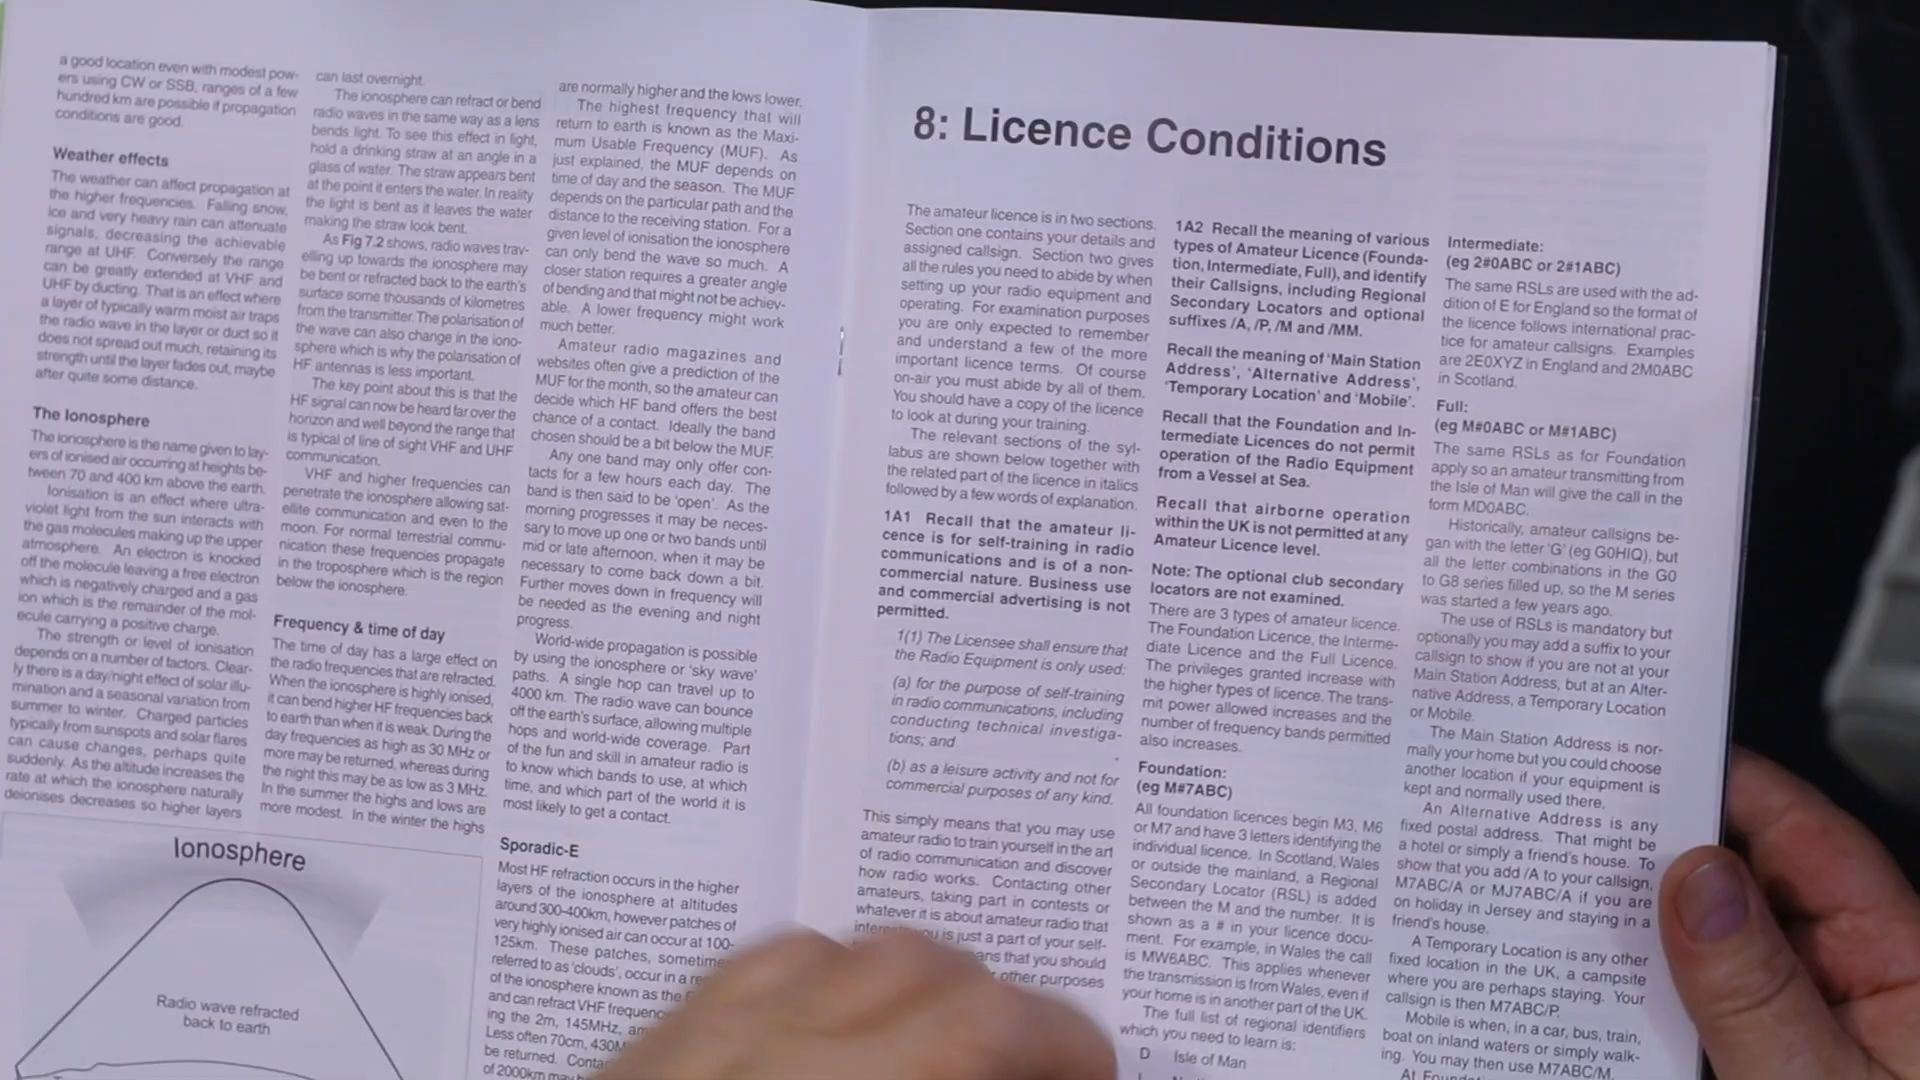 a good location even with modest pow-
ers using CW or SSB, ranges of a few
hundred km are possible if propagation
conditions are good.
Weather effects
The weather can affect propagation at
the higher frequencies. Falling snow,
ice and very heavy rain can attenuate
signals, decreasing the achievable
range at UHF. Conversely the range
can be greatly extended at VHF and
UHF by ducting. That is an effect where
a layer of typically warm moist air traps
the radio wave in the layer or duct so it
does not spread out much, retaining its
strength until the layer fades out, maybe
after quite some distance.
The Ionosphere
The ionosphere is the name given to lay-
ers of ionised air occurring at heights be-
tween 70 and 400 km above the earth.
Ionisation is an effect where ultra-
violet light from the sun interacts with
the gas molecules making up the upper
atmosphere. An electron is knocked
off the molecule leaving a free electron
which is negatively charged and a gas
ion which is the remainder of the mol-
ecule carrying a positive charge.
The strength or level of ionisation
depends on a number of factors. Clear-
ly there is a day/night effect of solar illu-
mination and a seasonal variation from
summer to winter. Charged particles
typically from sunspots and solar flares
can cause changes, perhaps quite
suddenly. As the altitude increases the
rate at which the ionosphere naturally
deionises decreases so higher layers
can last overnight.
The ionosphere can refract or bend
radio waves in the same way as a lens
bends light. To see this effect in light,
hold a drinking straw at an angle in a
glass of water. The straw appears bent
at the point it enters the water. In reality
the light is bent as it leaves the water
making the straw look bent.
As Fig 7.2 shows, radio waves trav-
elling up towards the ionosphere may
be bent or refracted back to the earth's
surface some thousands of kilometres
from the transmitter. The polarisation of
the wave can also change in the iono-
sphere which is why the polarisation of
HF antennas is less important.
The key point about this is that the
HF signal can now be heard far over the
horizon and well beyond the range that
is typical of line of sight VHF and UHF
communication.
VHF and higher frequencies can
penetrate the ionosphere allowing sat-
ellite communication and even to the
moon. For normal terrestrial commu-
nication these frequencies propagate
in the troposphere which is the region
below the ionosphere.
Frequency & time of day
The time of day has a large effect on
the radio frequencies that are refracted.
When the ionosphere is highly ionised,
it can bend higher HF frequencies back
to earth than when it is weak. During the
day frequencies as high as 30 MHz or
more may be returned, whereas during
the night this may be as low as 3 MHz.
In the summer the highs and lows are
more modest. In the winter the highs
are normally higher and the lows lower.
The highest frequency that will
return to earth is known as the Maxi-
mum Usable Frequency (MUF). As
just explained, the MUF depends on
time of day and the season. The MUF
depends on the particular path and the
distance to the receiving station. For a
given level of ionisation the ionosphere
can only bend the wave so much. A
closer station requires a greater angle
of bending and that might not be achiev-
able. A lower frequency might work
much better.
Amateur radio magazines and
websites often give a prediction of the
MUF for the month, so the amateur can
decide which HF band offers the best
chance of a contact. Ideally the band
chosen should be a bit below the MUF.
Any one band may only offer con-
tacts for a few hours each day. The
band is then said to be 'open'. As the
morning progresses it may be neces-
sary to move up one or two bands until
mid or late afternoon, when it may be
necessary to come back down a bit.
Further moves down in frequency will
be needed as the evening and night
progress.
World-wide propagation is possible
by using the ionosphere or 'sky wave'
paths. A single hop can travel up to
4000 km. The radio wave can bounce
off the earth's surface, allowing multiple
hops and world-wide coverage. Part
of the fun and skill in amateur radio is
to know which bands to use, at which
time, and which part of the world it is
most likely to get a contact.
Sporadic-E
Most HF refraction occurs in the higher
layers of the ionosphere at altitudes
around 300-400km, however patches of
very highly ionised air can occur at 100-
125km. These patches, sometimes
referred to as 'clouds', occur in a
of the ionosphere known as the
and can refract VHF
ing the 2m, 145MHz,
Less often 70cm,
be returned.
of 2000km may
Ionosphere
Radio wave refracted
back to earth
8: Licence Conditions
The amateur licence is in two sections.
Section one contains your details and
assigned callsign. Section two gives
all the rules you need to abide by when
setting up your radio equipment and
operating. For examination purposes
you are only expected to remember
and understand a few of the more
important licence terms. Of course
on-air you must abide by all of them.
You should have a copy of the licence
to look at during your training.
The relevant sections of the syl-
labus are shown below together with
the related part of the licence in italics
followed by a few words of explanation.
1A1 Recall that the amateur li-
cence is for self-training in radio
communications and is of a non-
commercial nature. Business use
and commercial advertising is not
permitted.
1(1) The Licensee shall ensure that
the Radio Equipment is only used:
(a) for the purpose of self-training
in radio communications, including
conducting technical investiga-
tions; and
(b) as a leisure activity and not for
commercial purposes of any kind.
This simply means that you may use
amateur radio to train yourself in the art
of radio communication and discover
how radio works. Contacting other
amateurs, taking part in contests or
whatever it is about amateur radio that
interests you is just a part of your self-
that you should
other purposes
1A2 Recall the meaning of various
types of Amateur Licence (Founda-
tion, Intermediate, Full), and identify
their Callsigns, including Regional
Secondary Locators and optional
suffixes /A, /P, /M and /MM.
Recall the meaning of 'Main Station
Address', 'Alternative Address',
'Temporary Location' and 'Mobile'.
Recall that the Foundation and In-
termediate Licences do not permit
operation of the Radio Equipment
from a Vessel at Sea.
Recall that airborne operation
within the UK is not permitted at any
Amateur Licence level.
Note: The optional club secondary
locators are not examined.
There are 3 types of amateur licence.
The Foundation Licence, the Interme-
diate Licence and the Full Licence.
The privileges granted increase with
the higher types of licence. The trans-
mit power allowed increases and the
number of frequency bands permitted
also increases.
Foundation:
(eg M#7ABC)
All foundation licences begin M3, M6
or M7 and have 3 letters identifying the
individual licence. In Scotland, Wales
or outside the mainland, a Regional
Secondary Locator (RSL) is added
between the M and the number. It is
shown as a # in your licence docu-
ment. For example, in Wales the call
is MW6ABC. This applies whenever
the transmission is from Wales, even if
your home is in another part of the UK.
The full list of regional identifiers
which you need to learn is:
D Isle of Man
Intermediate:
(eg 2#0ABC or 2#1ABC)
The same RSLs are used with the ad-
dition of E for England so the format of
the licence follows international prac-
tice for amateur callsigns. Examples
are 2E0XYZ in England and 2M0ABC
in Scotland.
Full:
(eg M#0ABC or M#1ABC)
The same RSLs as for Foundation
apply so an amateur transmitting from
the Isle of Man will give the call in the
form MD0ABC.
Historically, amateur callsigns be-
gan with the letter 'G' (eg G0HIQ), but
all the letter combinations in the G0
to G8 series filled up, so the M series
was started a few years ago.
The use of RSLs is mandatory but
optionally you may add a suffix to your
callsign to show if you are not at your
Main Station Address, but at an Alter-
native Address, a Temporary Location
or Mobile.
The Main Station Address is nor-
mally your home but you could choose
another location if your equipment is
kept and normally used there.
An Alternative Address is any
fixed postal address. That might be
a hotel or simply a friend's house. To
show that you add /A to your callsign.
M7ABC/A or MJ7ABC/A if you are
on holiday in Jersey and staying in a
friend's house.
A Temporary Location is any other
fixed location in the UK, a campsite
where you are perhaps staying. Your
callsign is then M7ABC/P.
Mobile is when, in a car, bus, train,
boat on inland waters or simply walk-
ing. You may then use M7ABC/M.